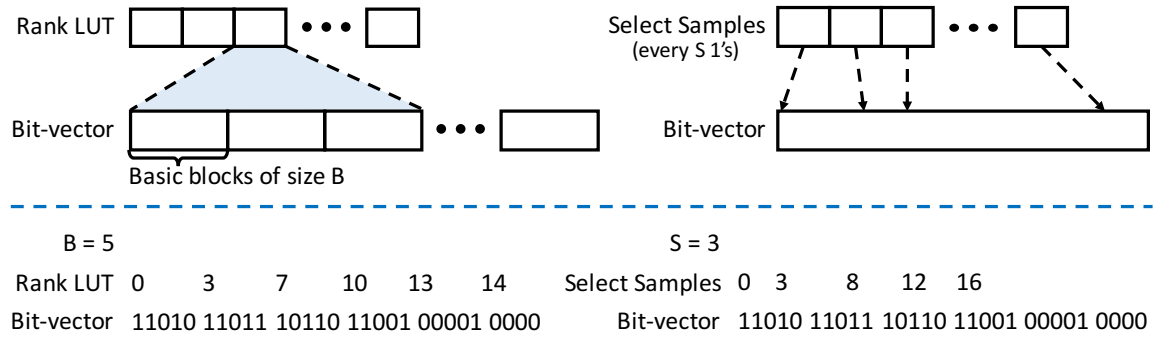 Rank LUT
Bit-vector
Basic blocks of size B
Select Samples
(every S 1's)
Bit-vector
B = 5
Rank LUT 0 3 7 10 13 14
Bit-vector 11010 11011 10110 11001 00001 0000
S = 3
Select Samples 0 3 8 12 16
Bit-vector 11010 11011 10110 11001 00001 0000